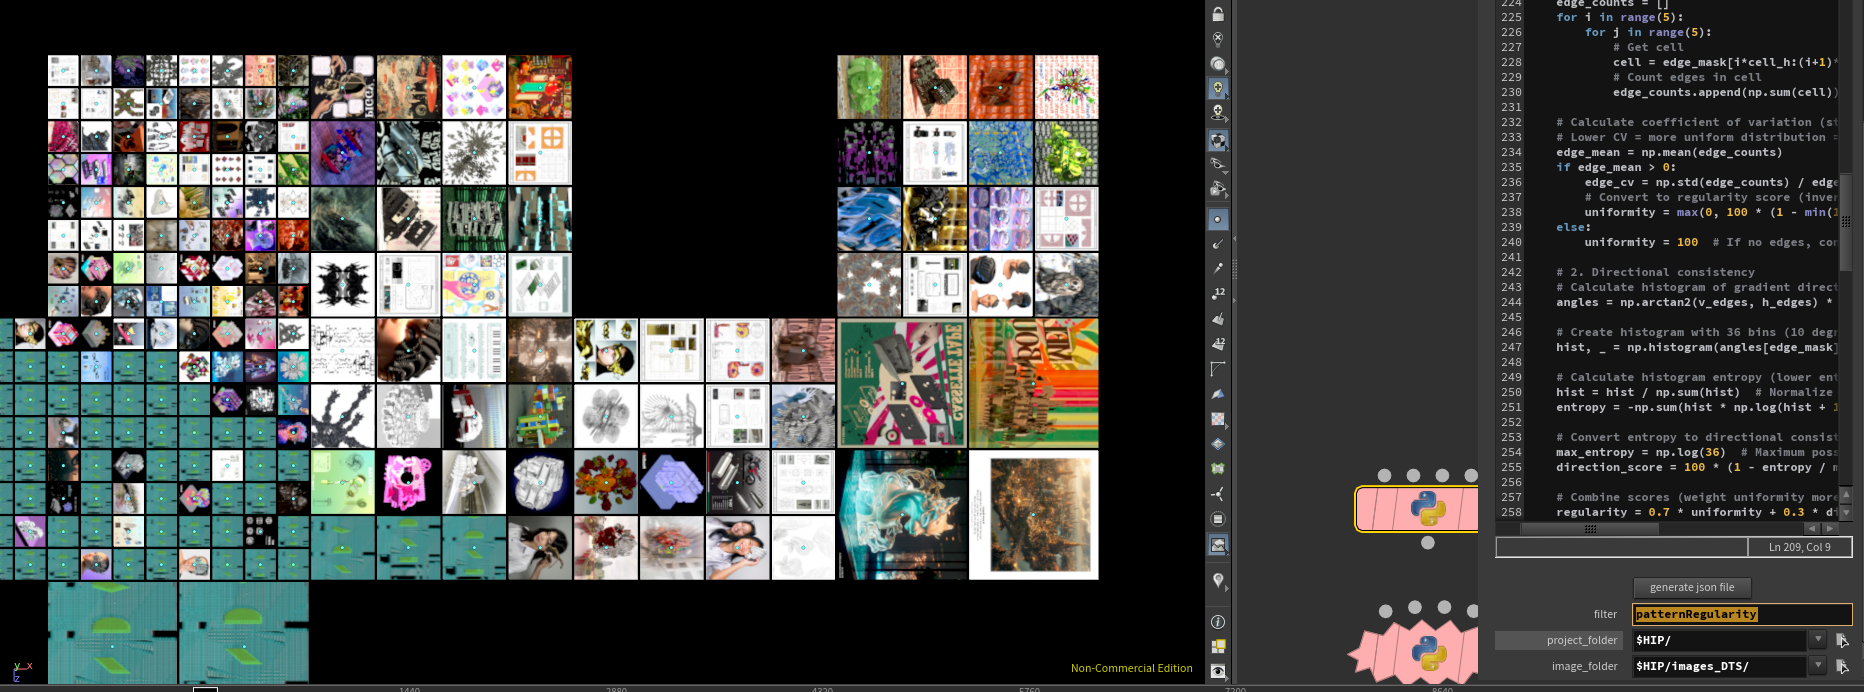 224 edge_counts = []
225 for i in range(5):
226 for j in range(5):
227 # Get cell
228 cell = edge_mask[i*cell_h:(i+1)*
229 # Count edges in cell
230 edge_counts.append(np.sum(cell))
231
232 # Calculate coefficient of variation (st
233 # Lower CV = more uniform distribution =
234 edge_mean = np.mean(edge_counts)
235 if edge_mean > 0:
236 edge_cv = np.std(edge_counts) / edge
237 # Convert to regularity score (inver
238 uniformity = max(0, 100 * (1 - min(1
239 else:
240 uniformity = 100 # If no edges, con
241
242 # 2. Directional consistency
243 # Calculate histogram of gradient direct
244 angles = np.arctan2(v_edges, h_edges) *
245
246 # Create histogram with 36 bins (10 degr
247 hist, _ = np.histogram(angles[edge_mask]
248
249 # Calculate histogram entropy (lower ent
250 hist = hist / np.sum(hist) # Normalize
251 entropy = -np.sum(hist * np.log(hist + 1
252
253 # Convert entropy to directional consist
254 max_entropy = np.log(36) # Maximum poss
255 direction_score = 100 * (1 - entropy / m
256
257 # Combine scores (weight uniformity more
258 regularity = 0.7 * uniformity + 0.3 * di
Ln 209, Col 9
generate json file
filter patternRegularity
project_folder $HIP/
image_folder $HIP/images_DTS/
Non-Commercial Edition
12
12
CASSETTE TAPE
y x
z
1440 2880 4320 5760 7200 8640